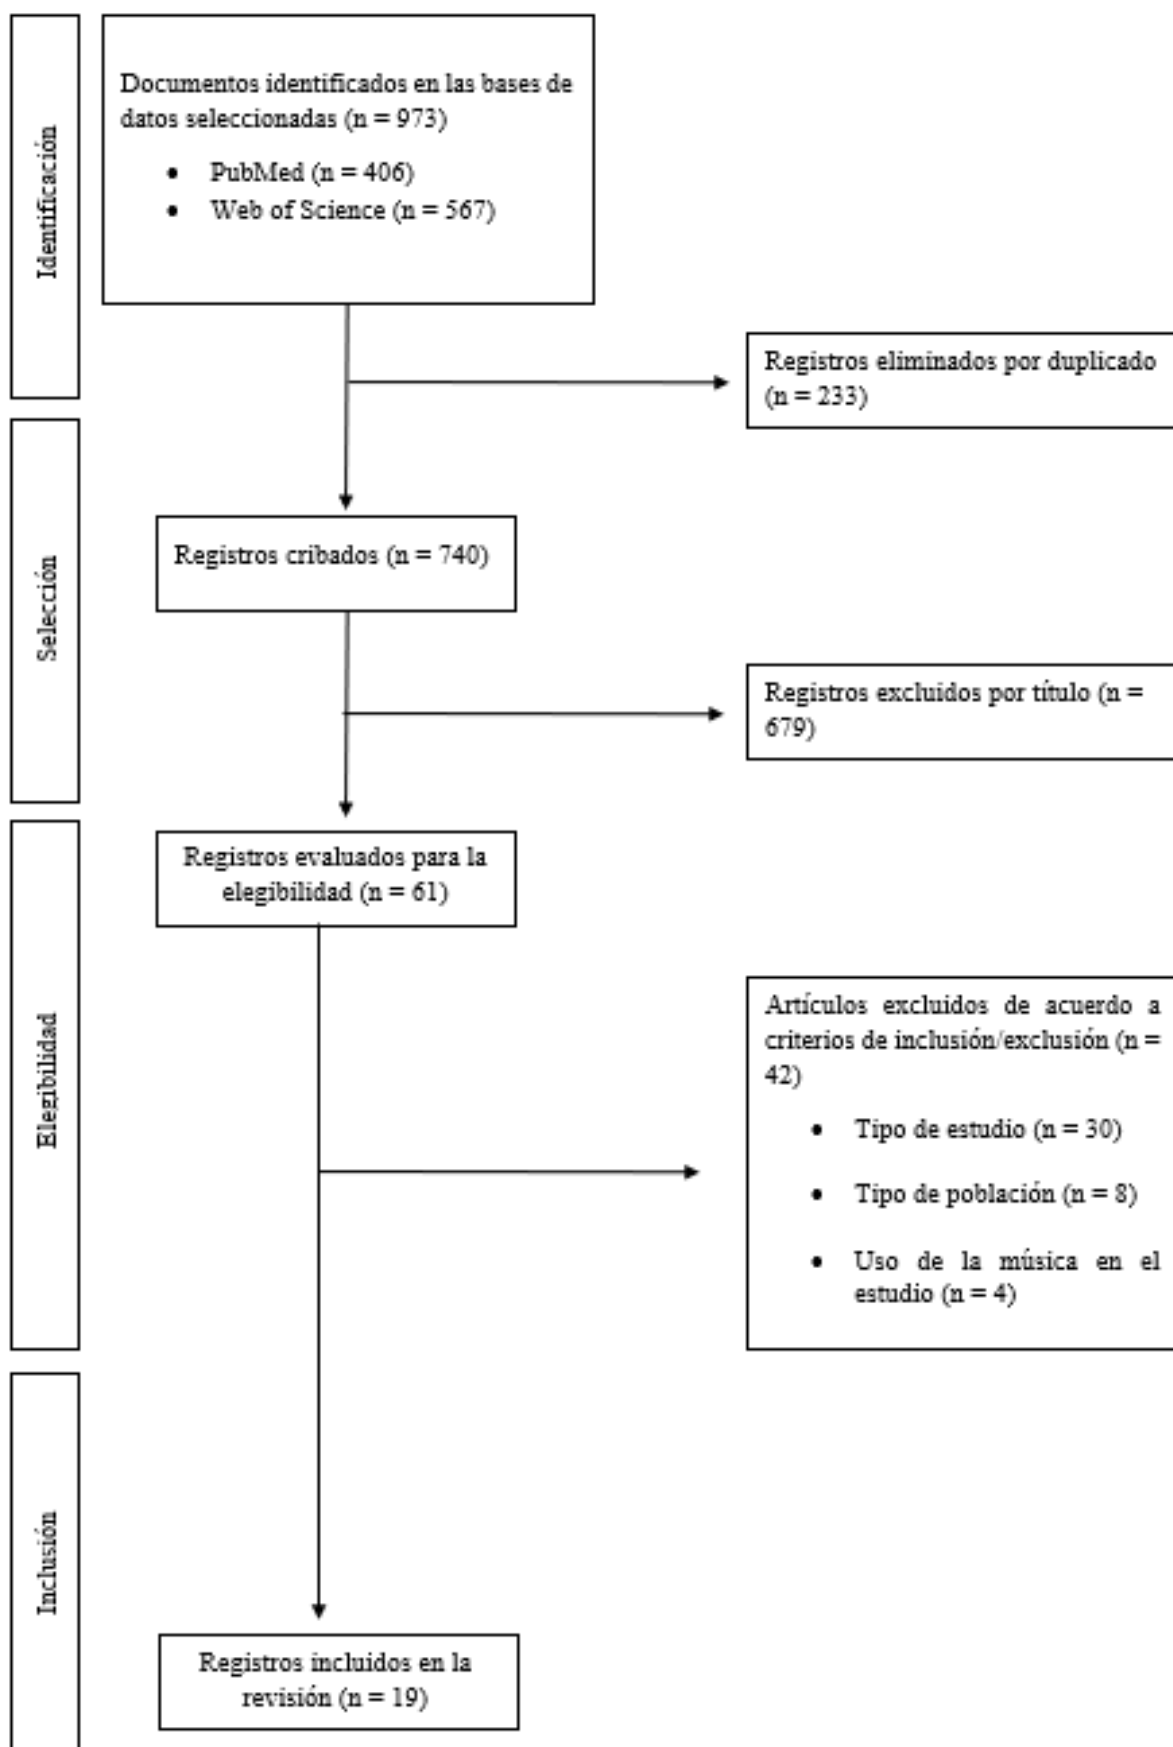 Identificación
Documentos identificados en las bases de
datos seleccionadas (n = 973)
• PubMed (n = 406)
• Web of Science (n = 567)
Registros eliminados por duplicado
(n = 233)
Selección
Registros cribados (n = 740)
Registros excluidos por título (n =
679)
Elegibilidad
Registros evaluados para la
elegibilidad (n = 61)
Artículos excluidos de acuerdo a
criterios de inclusión/exclusión (n =
42)
• Tipo de estudio (n = 30)
• Tipo de población (n = 8)
• Uso de la música en el
estudio (n = 4)
Inclusión
Registros incluidos en la
revisión (n = 19)